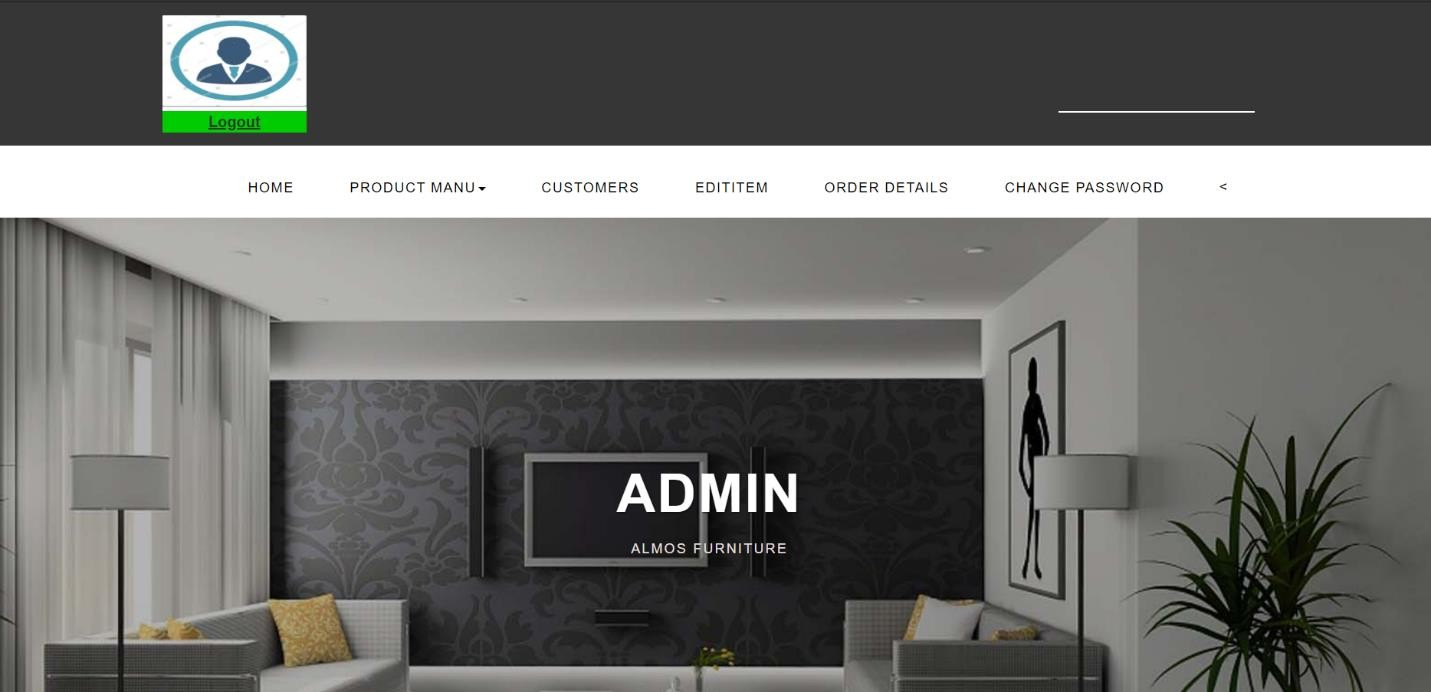 Logout
HOME PRODUCT MANU CUSTOMERS EDITITEM ORDER DETAILS CHANGE PASSWORD <
ADMIN
ALMOS FURNITURE